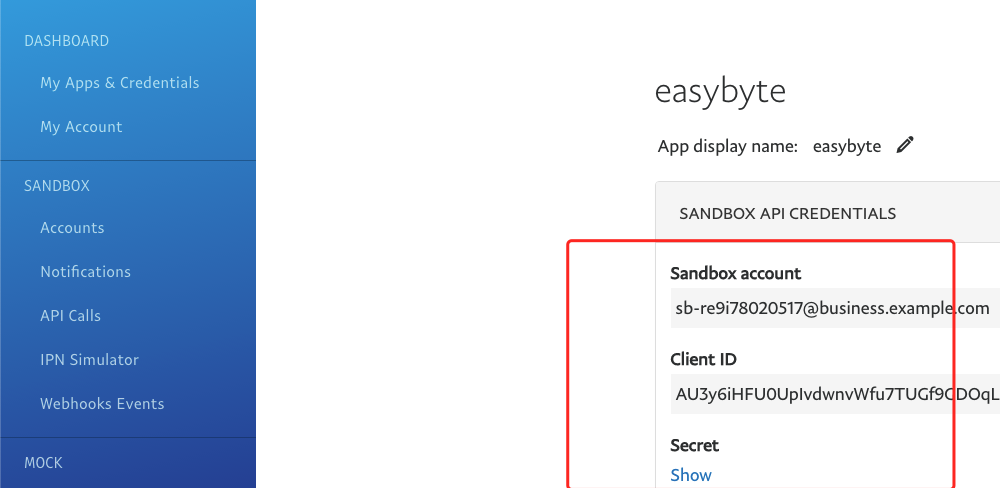 DASHBOARD
My Apps & Credentials
My Account
SANDBOX
Accounts
Notifications
API Calls
IPN Simulator
Webhooks Events
MOCK
easybyte
App display name: easybyte
SANDBOX API CREDENTIALS
Sandbox account
sb-re9i78020517@business.example.com
Client ID
AU3y6iHFU0UpIvdwnvWfu7TUGf9CDOqL
Secret
Show